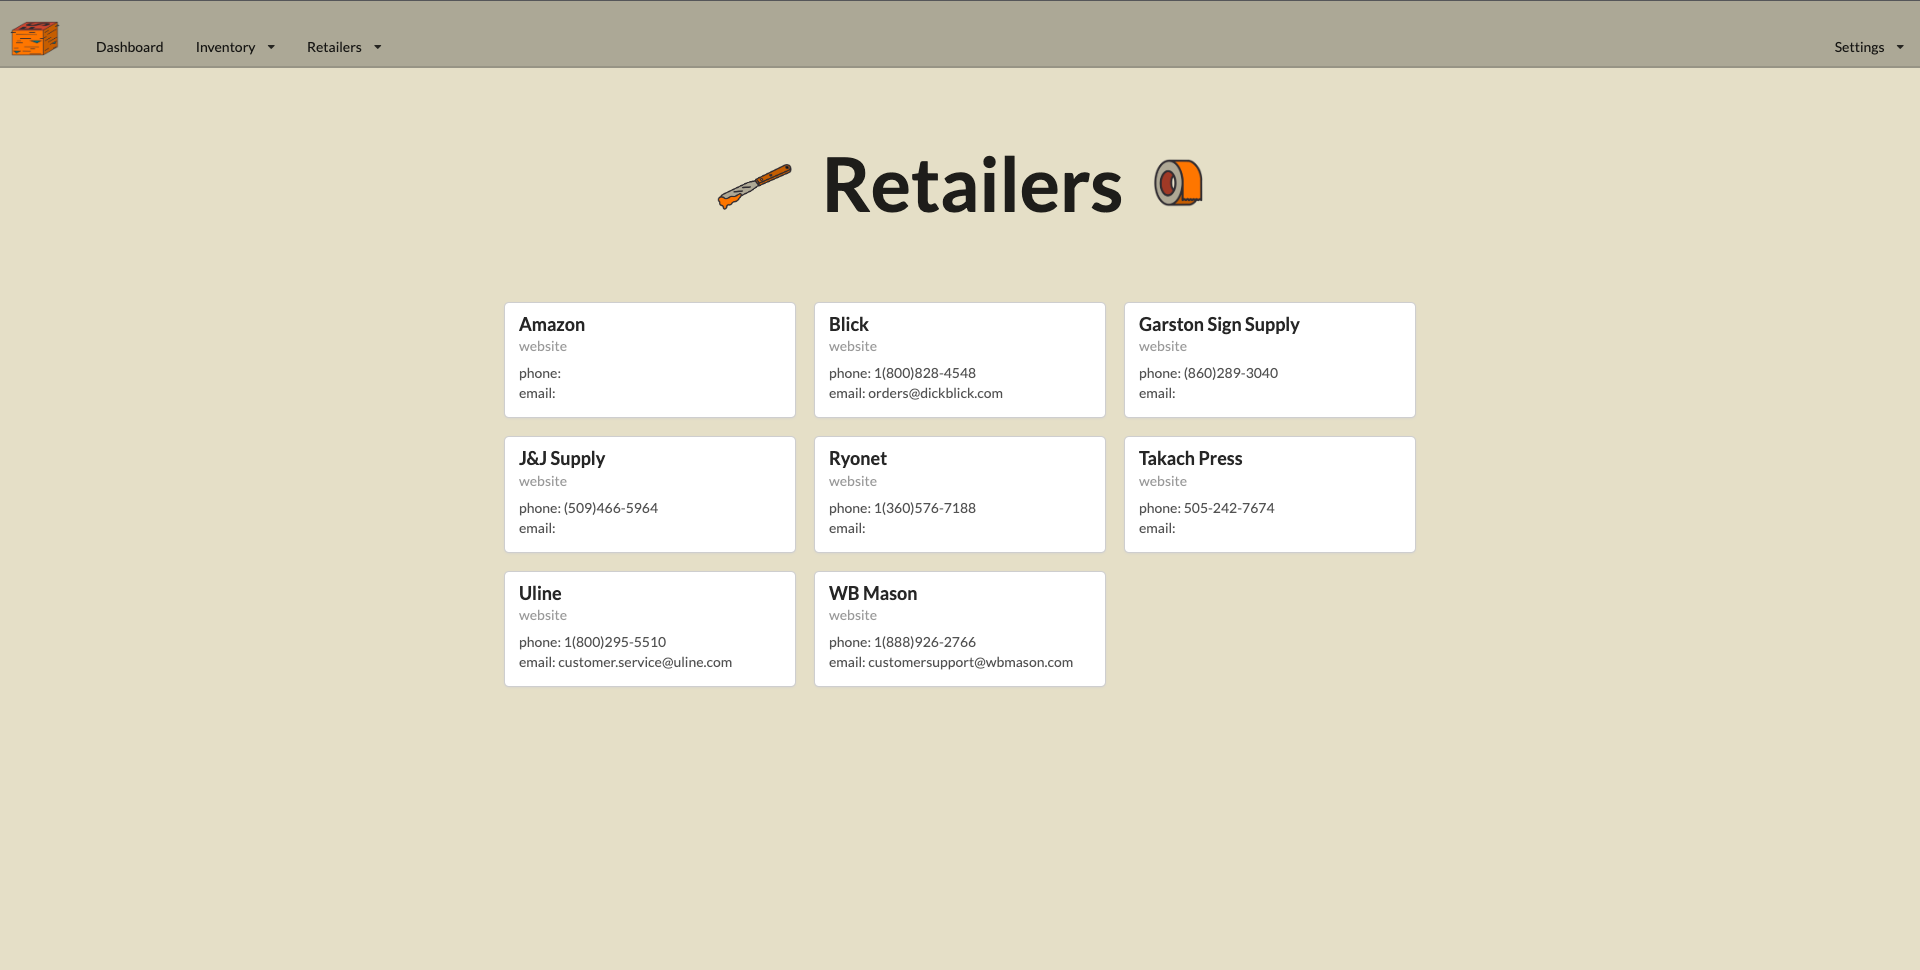 Dashboard
Inventory
Retailers
Settings
Retailers
Amazon
website
phone:
email:
Blick
website
phone: 1(800)828-4548
email: orders@dickblick.com
Garston Sign Supply
website
phone: (860)289-3040
email:
J&J Supply
website
phone: (509)466-5964
email:
Ryonet
website
phone: 1(360)576-7188
email:
Takach Press
website
phone: 505-242-7674
email:
Uline
website
phone: 1(800)295-5510
email: customer.service@uline.com
WB Mason
website
phone: 1(888)926-2766
email: customersupport@wbmason.com